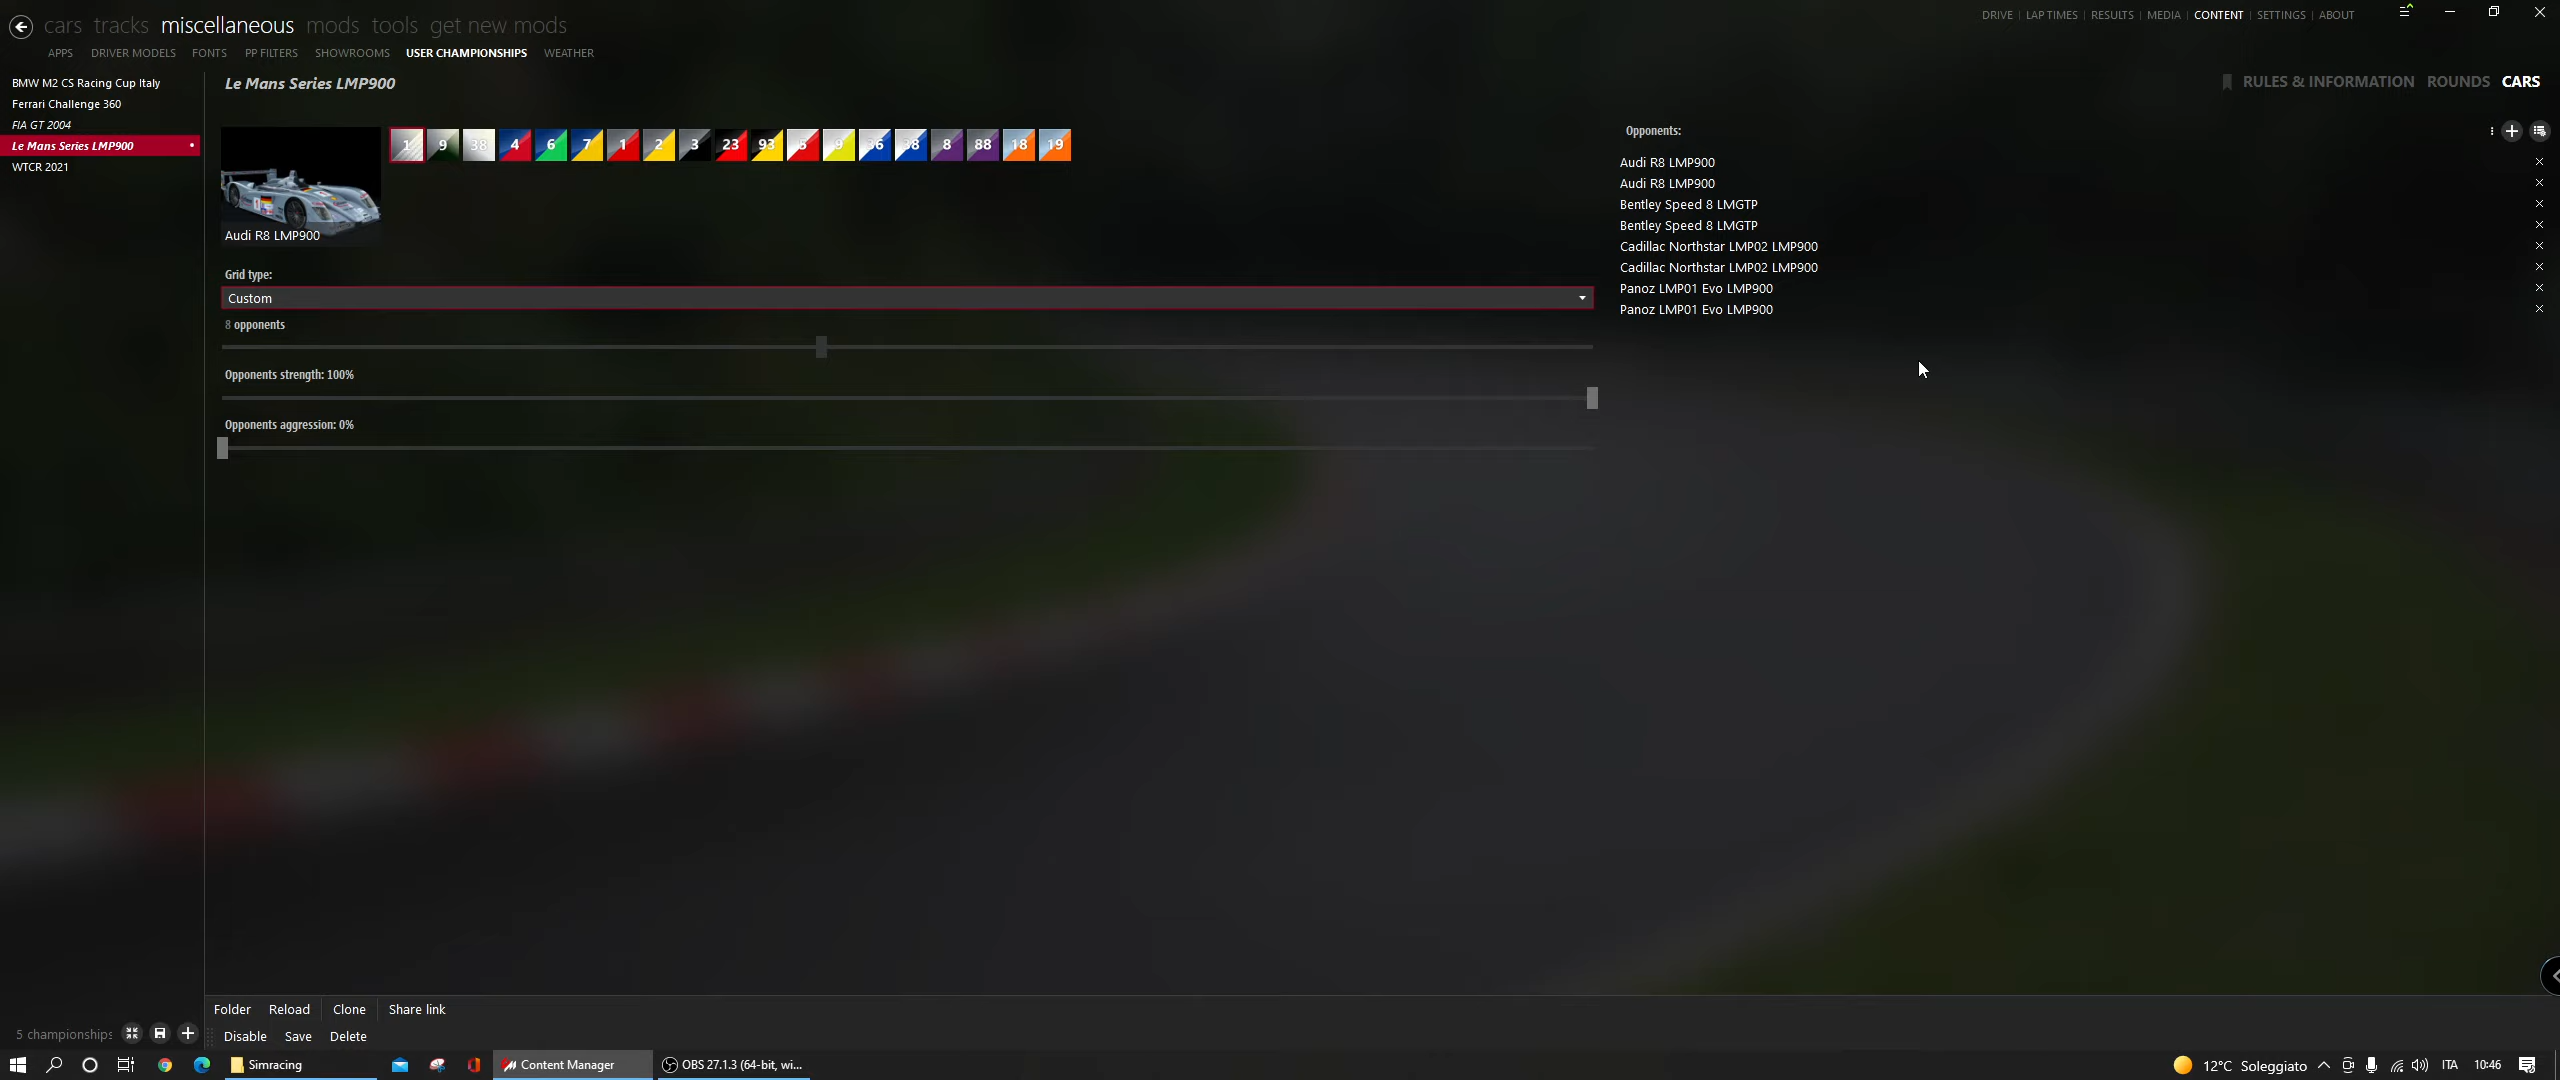 cars tracks miscellaneous mods tools get new mods
DRIVE | LAP TIMES | RESULTS | MEDIA | CONTENT | SETTINGS | ABOUT
APPS DRIVER MODELS FONTS PP FILTERS SHOWROOMS USER CHAMPIONSHIPS WEATHER
BMW M2 CS Racing Cup Italy
Ferrari Challenge 360
FIA GT 2004
Le Mans Series LMP900
WTCR 2021
Le Mans Series LMP900
RULES & INFORMATION ROUNDS CARS
1 9 38 4 6 7 1 2 3 23 93 5 9 36 38 8 88 18 19
Audi R8 LMP900
Grid type:
Custom
8 opponents
Opponents strength: 100%
Opponents aggression: 0%
Opponents:
Audi R8 LMP900
Audi R8 LMP900
Bentley Speed 8 LMGTP
Bentley Speed 8 LMGTP
Cadillac Northstar LMP02 LMP900
Cadillac Northstar LMP02 LMP900
Panoz LMP01 Evo LMP900
Panoz LMP01 Evo LMP900
Folder Reload Clone Share link
5 championships
Disable Save Delete
Simracing
Content Manager
OBS 27.1.3 (64-bit, wi...
12°C Soleggiato
ITA
10:46